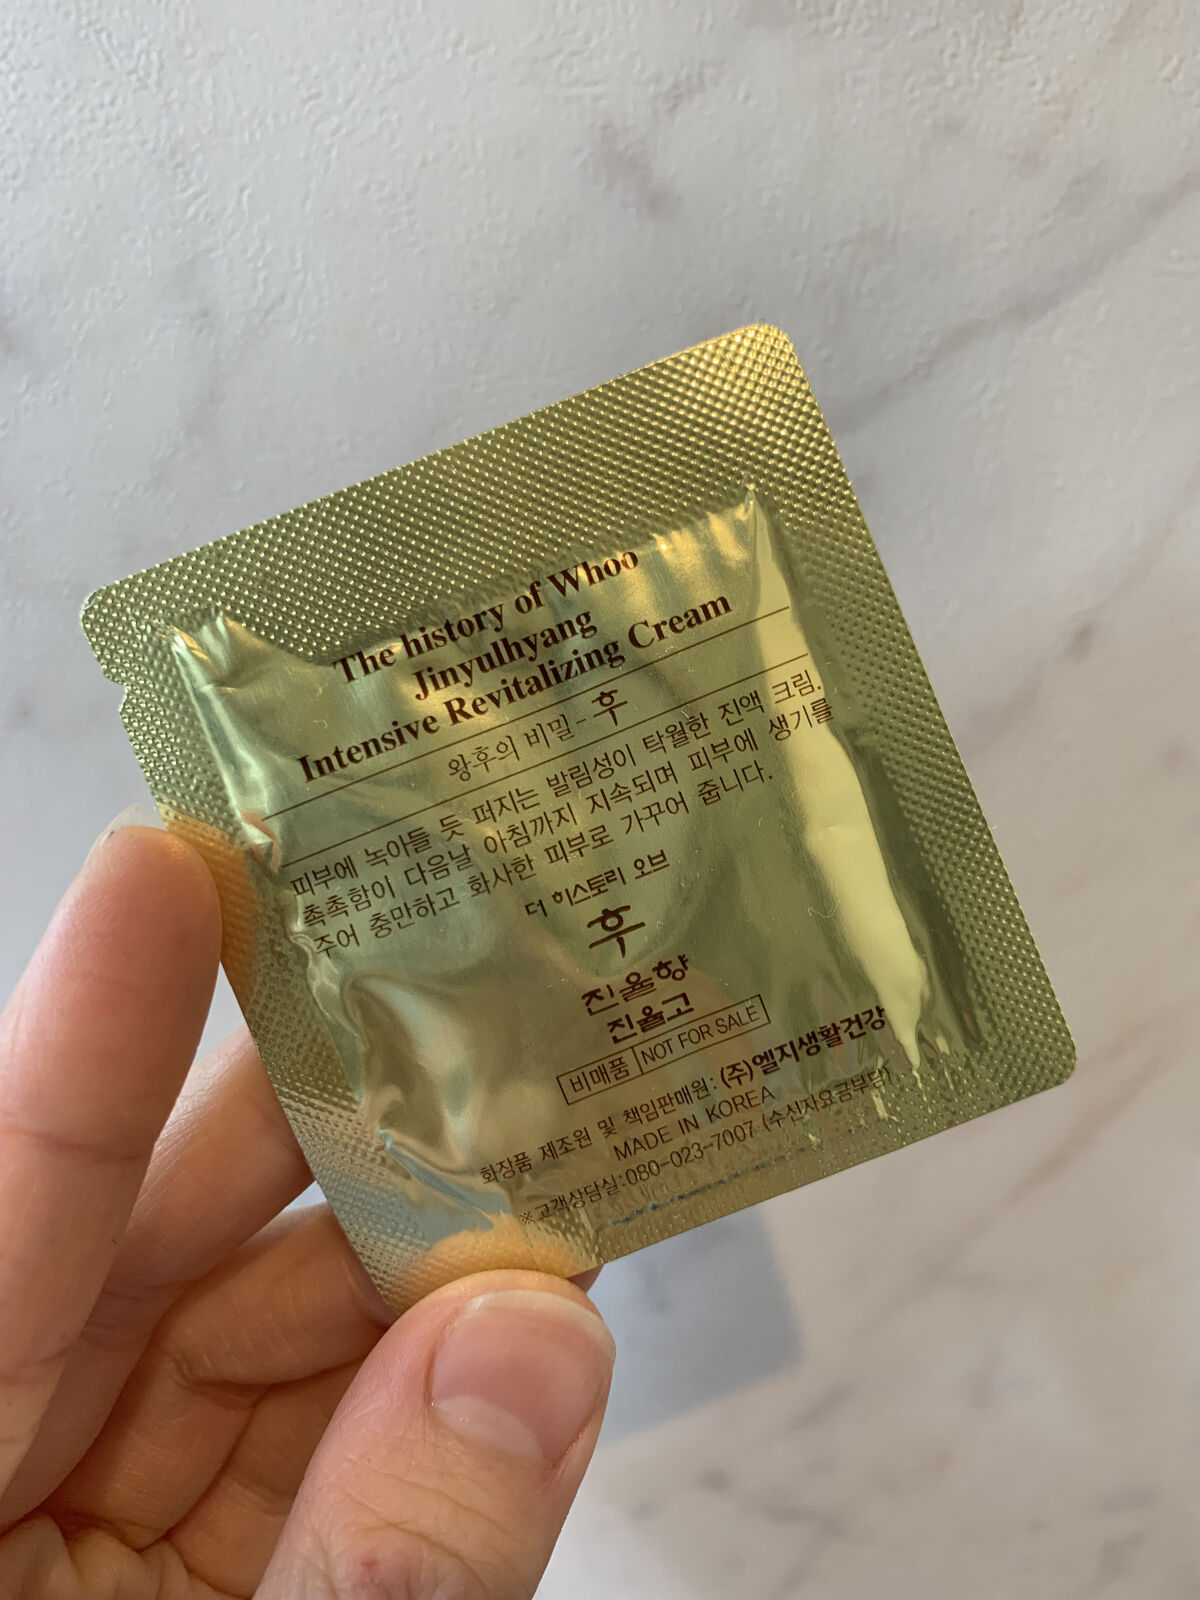 The history of Whoo
Jinyulhyang
Intensive Revitalizing Cream
왕후의 비밀 - 후
피부에 녹아들 듯 퍼지는 발림성이 탁월한 진액 크림.
촉촉함이 다음날 아침까지 지속되며 피부에 생기를
주어 충만하고 화사한 피부로 가꾸어 줍니다.
더 히스토리 오브
후
진율향
진율고
비매품 NOT FOR SALE
화장품 제조원 및 책임판매원: (주)엘지생활건강
MADE IN KOREA
※고객상담실:080-023-7007 (수신자요금부담)